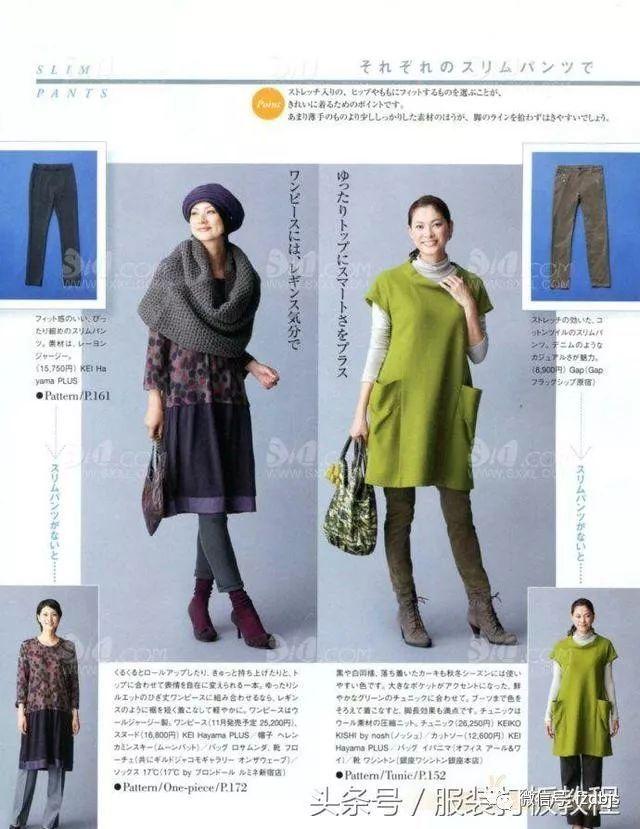 SLIM
PANTS
それぞれのスリムパンツで
Point
ストレッチ入りの、ヒップやももにフィットするものを選ぶことが、
きれいに着るためのポイントです。
あまり薄手のものより少ししっかりした素材のほうが、脚のラインを拾わずはきやすいでしょう。
フィット感のいい、ぴっ
たり細めのスリムパン
ツ。素材は、レーヨン
ジャージー。
(15,750円) KEI Ha
yama PLUS
●Pattern/P.161
スリムパンツがないと……
ワンピースには、レギンス気分で
ゆったりトップにスマートさをプラス
ストレッチの効いた、コ
ットンツイルのスリムパ
ンツ。デニムのような
カジュアルさが魅力。
(8,900円) Gap(Gap
フラッグシップ原宿)
スリムパンツがないと……
くるくるとロールアップしたり、きゅっと持ち上げたりと、ト
ップに合わせて表情を自在に変えられる一本。ゆったりシ
ルエットのひざ丈ワンピースに組み合わせるなら、レギン
スのように裾を短く着こなして軽やかに。ワンピースはウ
ールジャージー製。ワンピース(11月発売予定 25,200円)、
スヌード(16,800円) KEI Hayama PLUS/帽子 ヘレン
カミンスキー(ムーンバット)/バッグ ロサムンダ、靴 フロ
ーチェ(共にギルドジャコモギャラリー オンザウェーブ)/
ソックス 17℃(17℃ by ブロンドール ルミネ新宿店)
●Pattern/One-piece/P.172
黒や白同様、落ち着いたカーキも秋冬シーズンには使い
やすい色です。大きなポケットがアクセントになった、鮮
やかなグリーンのチュニックに合わせて、ブーツまで色を
そろえて着こなすと、脚長効果も満点です。チュニックは
ウール素材の圧縮ニット。チュニック(26,250円) KEIKO
KISHI by nosh(ノッシュ)/カットソー(12,600円) KEI
Hayama PLUS/バッグ イバニマ(オフィス アール&ワ
イ)/靴 ワシントン(銀座ワシントン銀座本店)
●Pattern/Tunic/P.152
头条号/服装打板教程
微信号:fzdbjs